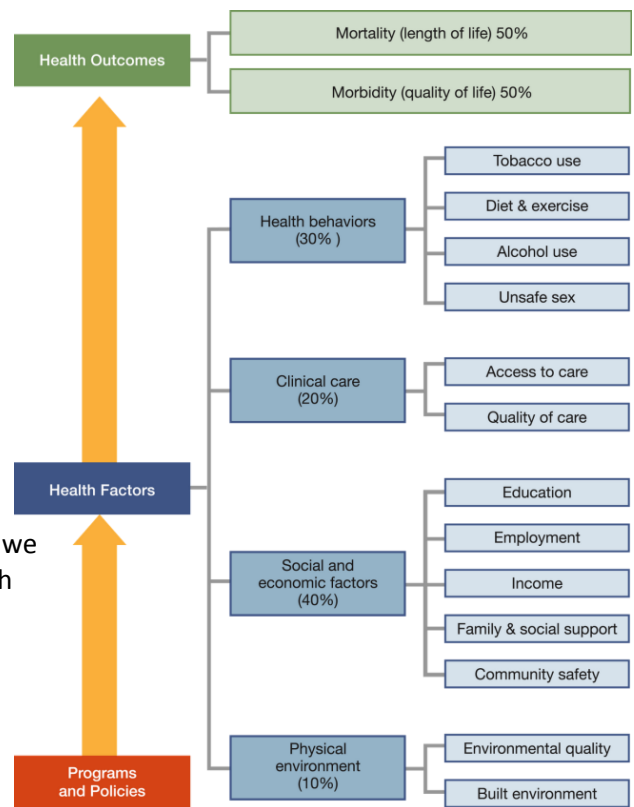 Health Outcomes
Mortality (length of life) 50%
Morbidity (quality of life) 50%
Health behaviors
(30% )
Tobacco use
Diet & exercise
Alcohol use
Unsafe sex
Clinical care
(20%)
Access to care
Quality of care
Health Factors
we
h
Social and
economic factors
(40%)
Education
Employment
Income
Family & social support
Community safety
Physical
environment
(10%)
Environmental quality
Built environment
Programs
and Policies